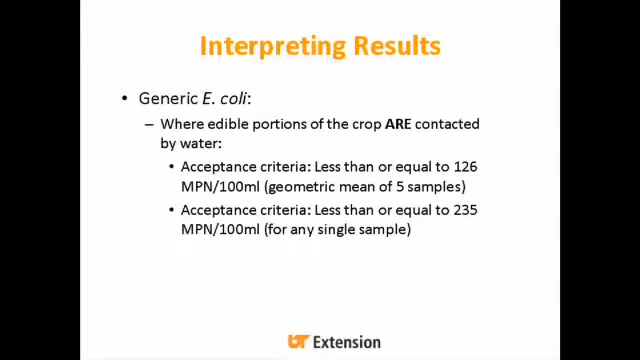 Interpreting Results
• Generic E. coli:
– Where edible portions of the crop ARE contacted
by water:
• Acceptance criteria: Less than or equal to 126
MPN/100ml (geometric mean of 5 samples)
• Acceptance criteria: Less than or equal to 235
MPN/100ml (for any single sample)
UT Extension